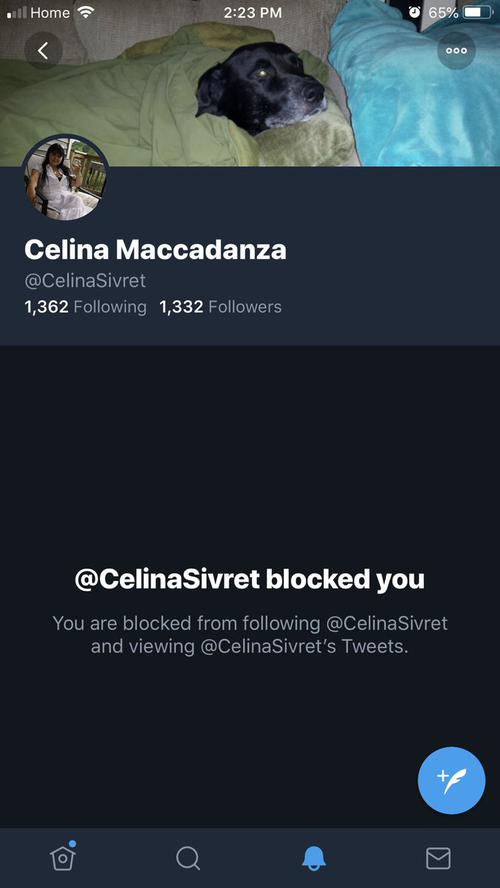 Home 2:23 PM 65%
Celina Maccadanza
@CelinaSivret
1,362 Following 1,332 Followers
@CelinaSivret blocked you
You are blocked from following @CelinaSivret
and viewing @CelinaSivret’s Tweets.